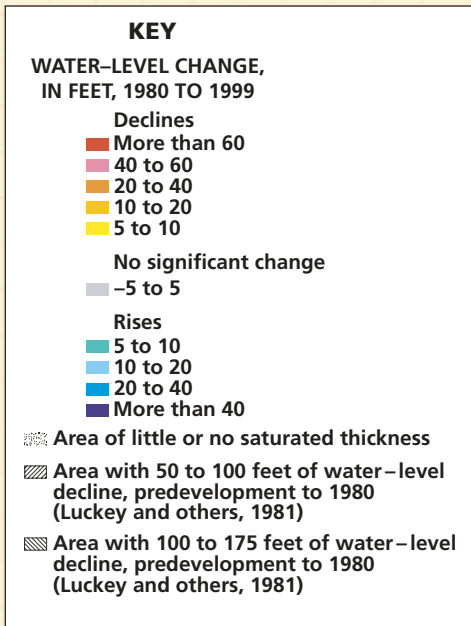 KEY
WATER–LEVEL CHANGE,
IN FEET, 1980 TO 1999
Declines
More than 60
40 to 60
20 to 40
10 to 20
5 to 10
No significant change
–5 to 5
Rises
5 to 10
10 to 20
20 to 40
More than 40
Area of little or no saturated thickness
Area with 50 to 100 feet of water–level
decline, predevelopment to 1980
(Luckey and others, 1981)
Area with 100 to 175 feet of water–level
decline, predevelopment to 1980
(Luckey and others, 1981)